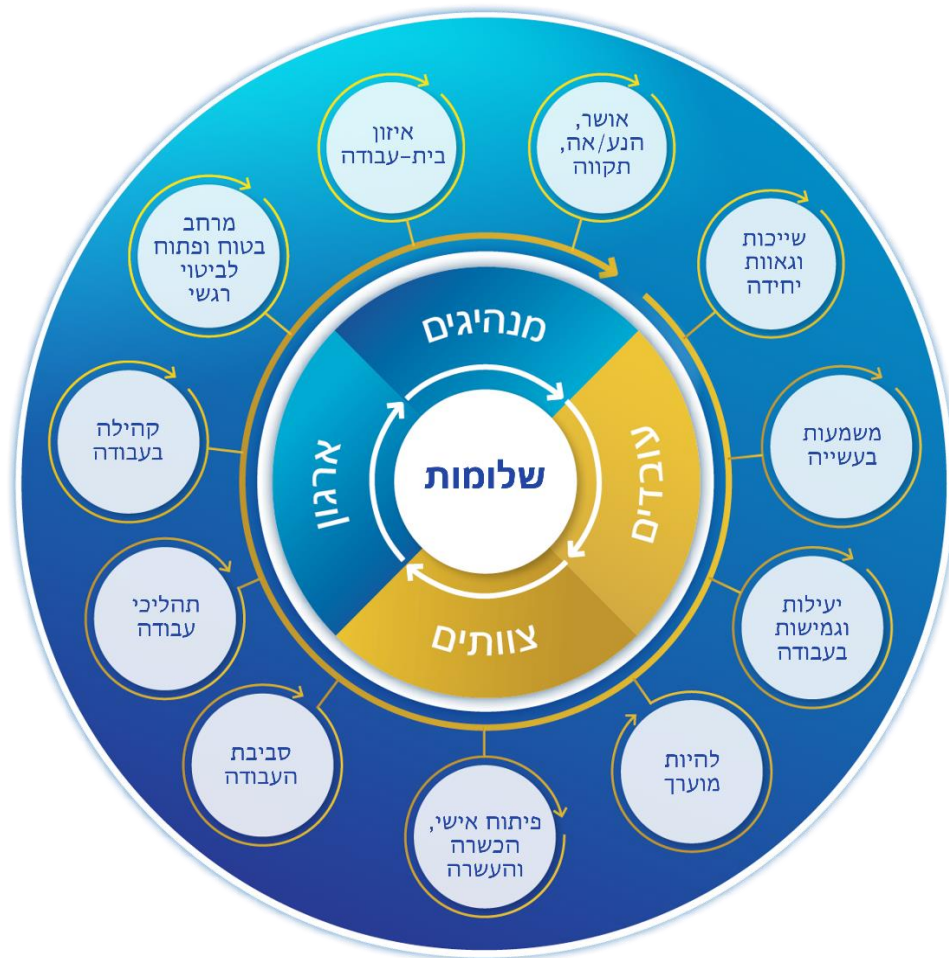 שלומות
מנהיגים
עובדים
צוותים
ארגון
אושר,
הנע/אה,
תקווה
שייכות
וגאוות
יחידה
משמעות
בעשייה
יעילות
וגמישות
בעבודה
להיות
מוערך
פיתוח אישי,
הכשרה
והעשרה
סביבת
העבודה
תהליכי
עבודה
קהילה
בעבודה
מרחב
בטוח ופתוח
לביטוי
רגשי
איזון
בית-עבודה